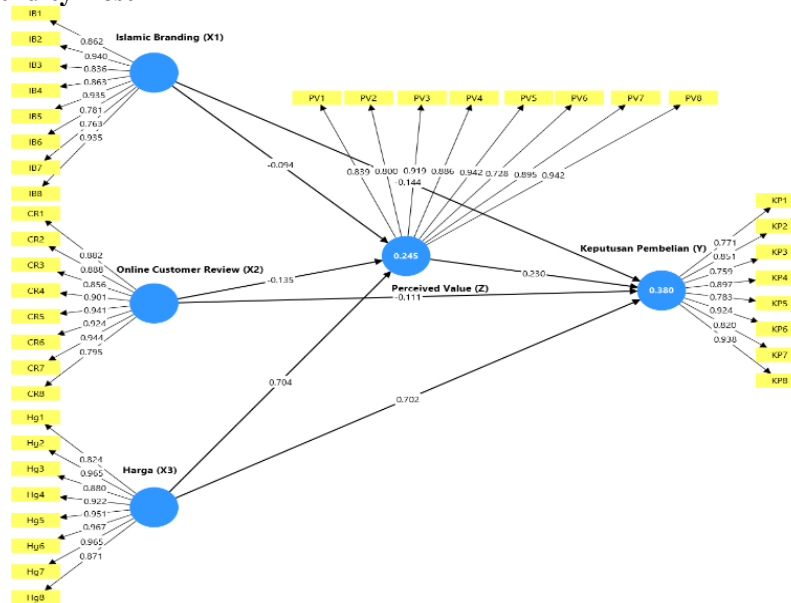 IB1
IB2
IB3
IB4
IB5
IB6
IB7
IB8
0.862
0.940
0.836
0.863
0.935
0.781
0.763
0.935
Islamic Branding (X1)
CR1
CR2
CR3
CR4
CR5
CR6
CR7
CR8
0.882
0.888
0.856
0.901
0.941
0.924
0.944
0.795
Online Customer Review (X2)
Hg1
Hg2
Hg3
Hg4
Hg5
Hg6
Hg7
Hg8
0.824
0.965
0.880
0.922
0.951
0.967
0.965
0.871
Harga (X3)
-0.094
-0.144
-0.135
-0.111
0.704
0.702
0.230
PV1 PV2 PV3 PV4 PV5 PV6 PV7 PV8
0.839 0.800 0.919 0.886 0.942 0.728 0.895 0.942
0.245
Perceived Value (Z)
Keputusan Pembelian (Y)
0.380
0.771
0.851
0.759
0.897
0.783
0.924
0.820
0.938
KP1
KP2
KP3
KP4
KP5
KP6
KP7
KP8